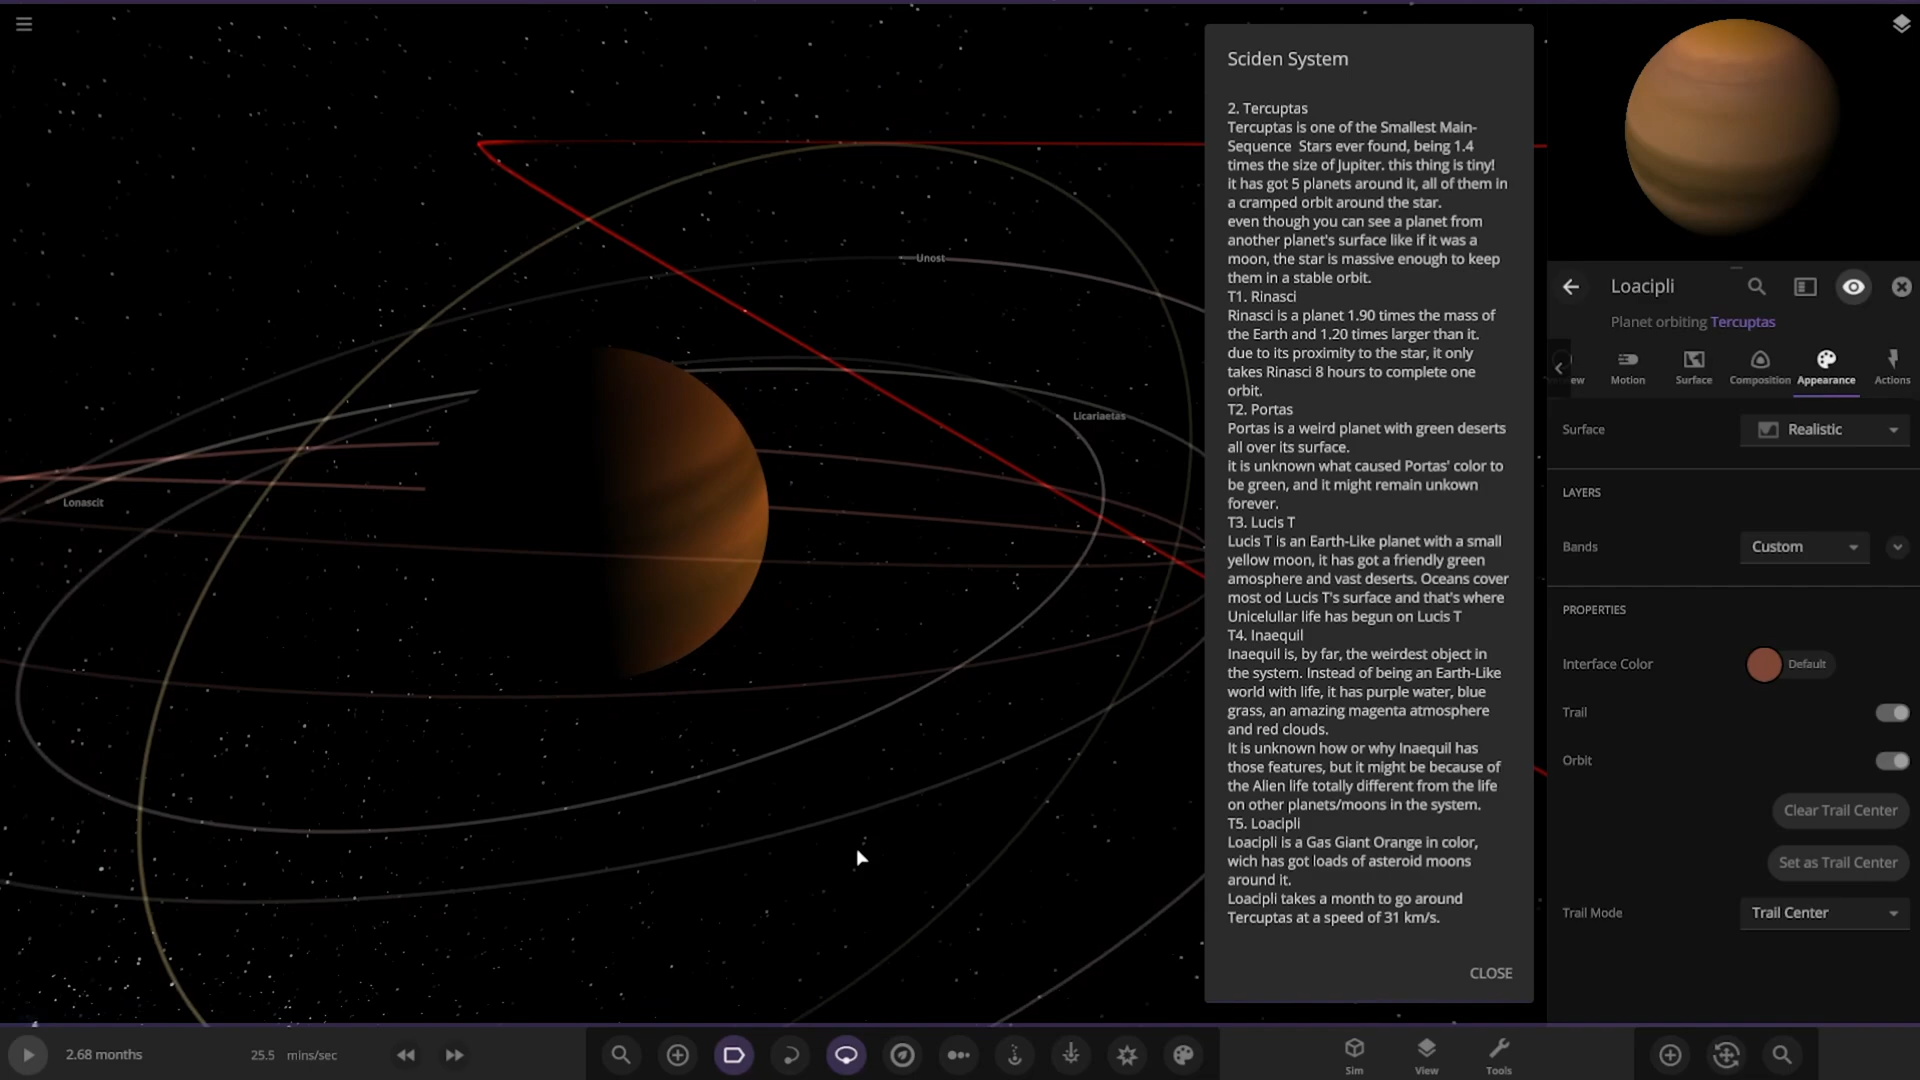 Sciden System
2. Tercuptas
Tercuptas is one of the Smallest Main-
Sequence  Stars ever found, being 1.4
times the size of Jupiter. this thing is tiny!
it has got 5 planets around it, all of them in
a cramped orbit around the star.
even though you can see a planet from
another planet's surface like if it was a
moon, the star is massive enough to keep
them in a stable orbit.
T1. Rinasci
Rinasci is a planet 1.90 times the mass of
the Earth and 1.20 times larger than it.
due to its proximity to the star, it only
takes Rinasci 8 hours to complete one
orbit.
T2. Portas
Portas is a weird planet with green deserts
all over its surface.
it is unknown what caused Portas' color to
be green, and it might remain unkown
forever.
T3. Lucis T
Lucis T is an Earth-Like planet with a small
yellow moon, it has got a friendly green
amosphere and vast deserts. Oceans cover
most od Lucis T's surface and that's where
Unicelullar life has begun on Lucis T
T4. Inaequil
Inaequil is, by far, the weirdest object in
the system. Instead of being an Earth-Like
world with life, it has purple water, blue
grass, an amazing magenta atmosphere
and red clouds.
It is unknown how or why Inaequil has
those features, but it might be because of
the Alien life totally different from the life
on other planets/moons in the system.
T5. Loacipli
Loacipli is a Gas Giant Orange in color,
wich has got loads of asteroid moons
around it.
Loacipli takes a month to go around
Tercuptas at a speed of 31 km/s.
CLOSE
Unost
Licariaetas
Lonascit
Loacipli
Planet orbiting Tercuptas
ew
Motion
Surface
Composition
Appearance
Actions
Surface
Realistic
LAYERS
Bands
Custom
PROPERTIES
Interface Color
Default
Trail
Orbit
Clear Trail Center
Set as Trail Center
Trail Mode
Trail Center
2.68 months
25.5 mins/sec
Sim
View
Tools